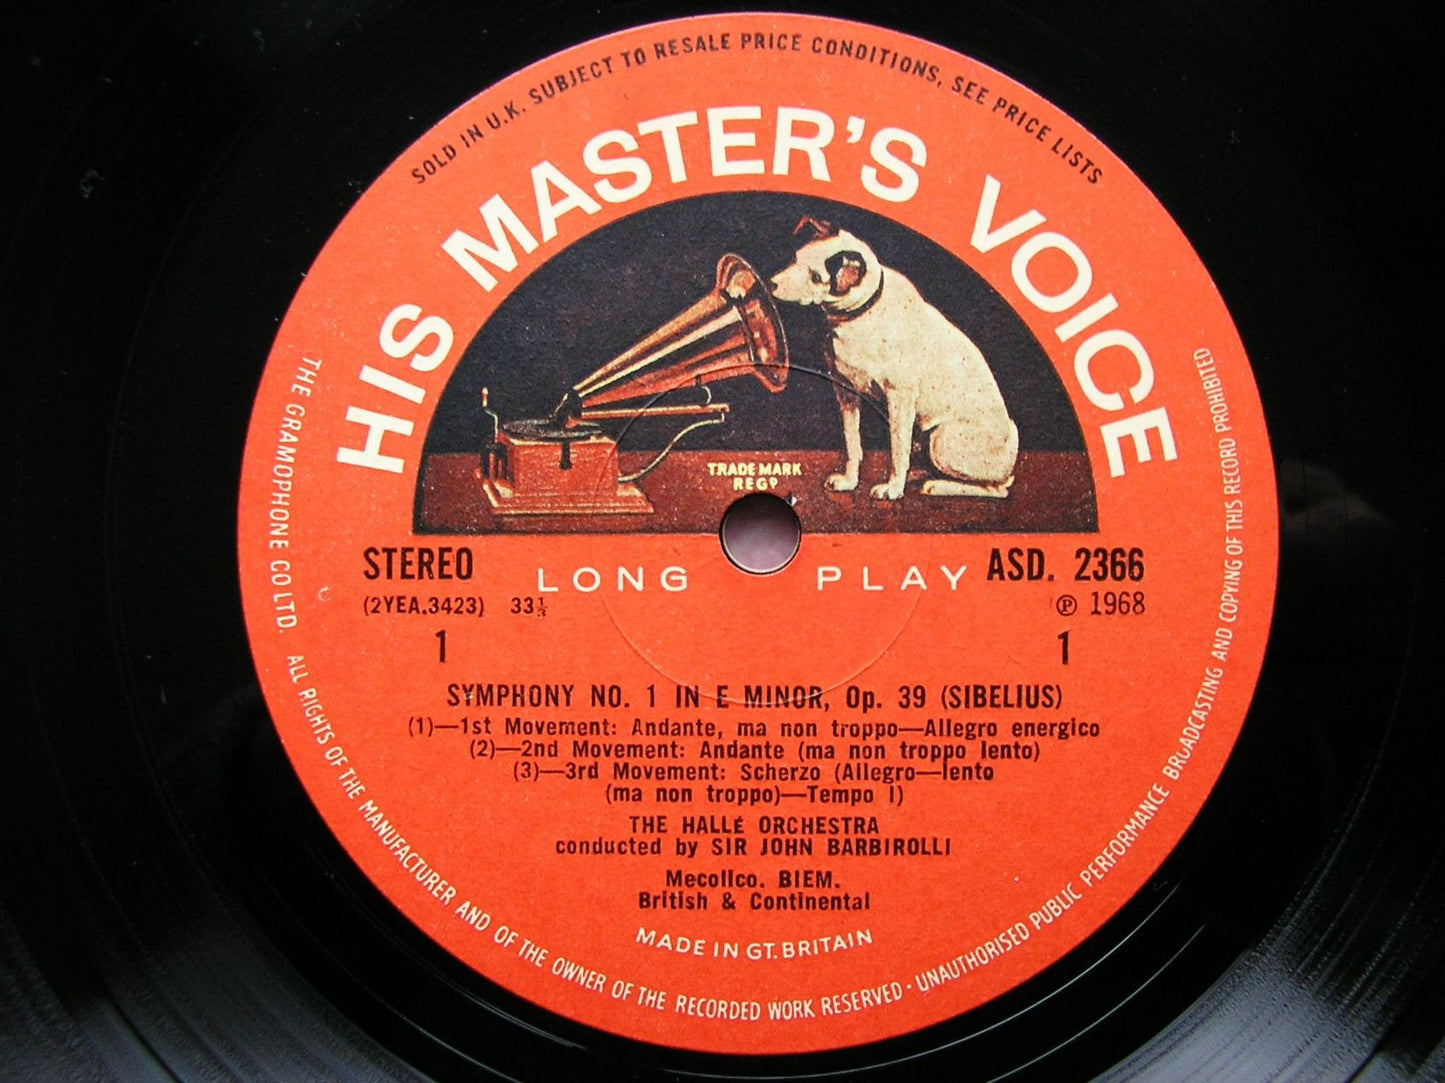 SOLD IN U.K. SUBJECT TO RESALE PRICE CONDITIONS, SEE PRICE LISTS
HIS MASTER'S VOICE
TRADE MARK
REGD
STEREO
LONG PLAY
ASD. 2366
(2YEA.3423) 33⅓
℗ 1968
1
1
SYMPHONY NO. 1 IN E MINOR, Op. 39 (SIBELIUS)
(1)—1st Movement: Andante, ma non troppo—Allegro energico
(2)—2nd Movement: Andante (ma non troppo lento)
(3)—3rd Movement: Scherzo (Allegro—lento
(ma non troppo)—Tempo I)
THE HALLÉ ORCHESTRA
conducted by SIR JOHN BARBIROLLI
Mecolico. BIEM.
British & Continental
MADE IN GT. BRITAIN
THE GRAMOPHONE CO LTD. ALL RIGHTS OF THE MANUFACTURER AND OF THE OWNER OF THE RECORDED WORK RESERVED · UNAUTHORISED PUBLIC PERFORMANCE BROADCASTING AND COPYING OF THIS RECORD PROHIBITED